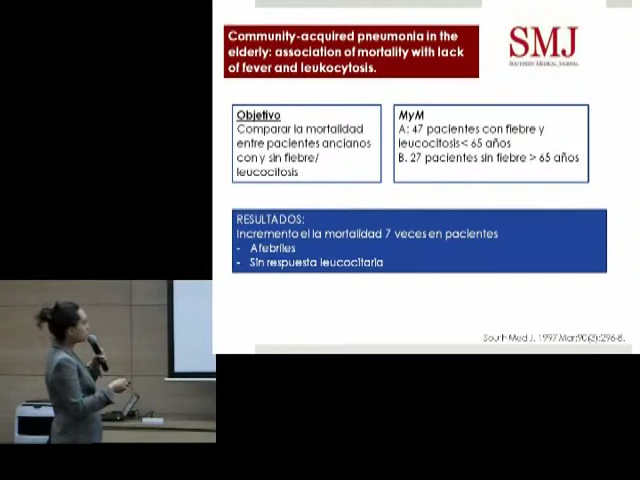 Community-acquired pneumonia in the
elderly: association of mortality with lack
of fever and leukocytosis.
SMJ
SOUTHERN MEDICAL JOURNAL
Objetivo
Comparar la mortalidad
entre pacientes ancianos
con y sin fiebre/
leucocitosis
MyM
A: 47 pacientes con fiebre y
leucocitosis< 65 años
B. 27 pacientes sin fiebre > 65 años
RESULTADOS:
Incremento el la mortalidad 7 veces en pacientes
- Afebriles
- Sin respuesta leucocitaria
South Med J. 1997 Mar;90(3):296-8.